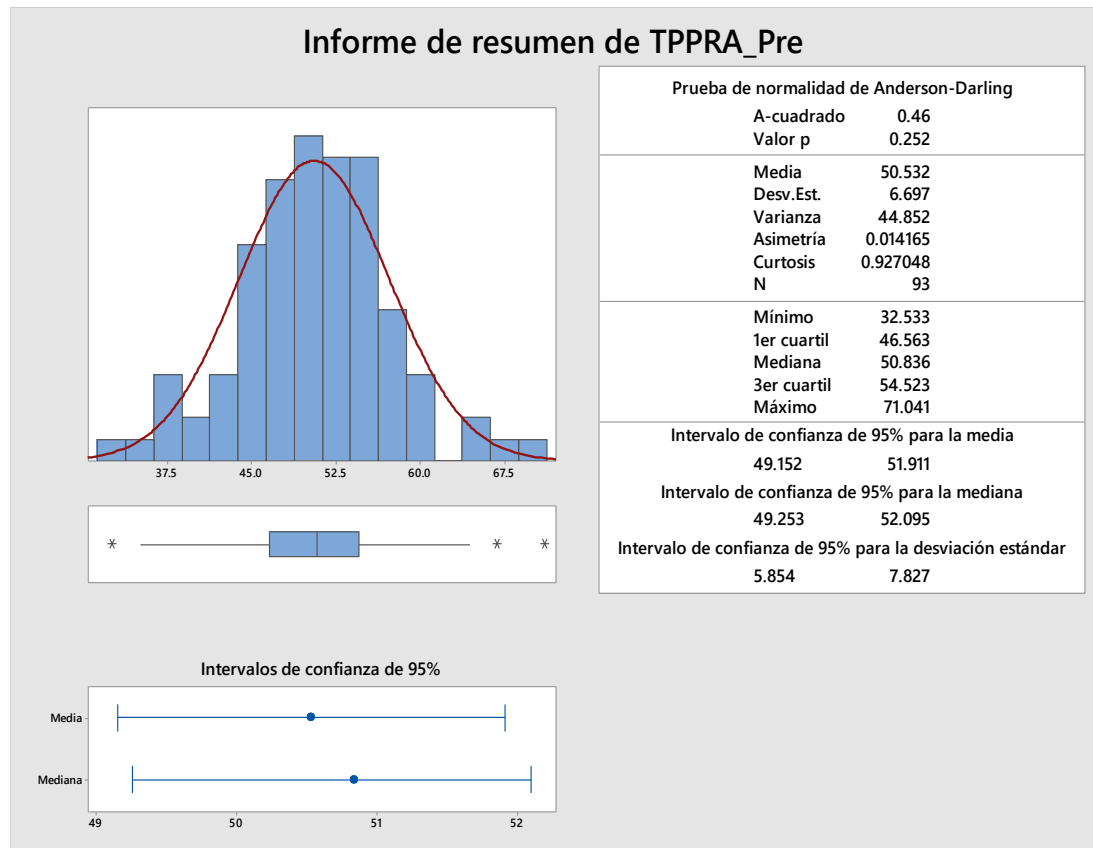 Informe de resumen de TPPRA_Pre
37.5 45.0 52.5 60.0 67.5
* * *
Intervalos de confianza de 95%
Media
Mediana
49 50 51 52
Prueba de normalidad de Anderson-Darling
A-cuadrado 0.46
Valor p 0.252
Media 50.532
Desv.Est. 6.697
Varianza 44.852
Asimetría 0.014165
Curtosis 0.927048
N 93
Mínimo 32.533
1er cuartil 46.563
Mediana 50.836
3er cuartil 54.523
Máximo 71.041
Intervalo de confianza de 95% para la media
49.152 51.911
Intervalo de confianza de 95% para la mediana
49.253 52.095
Intervalo de confianza de 95% para la desviación estándar
5.854 7.827